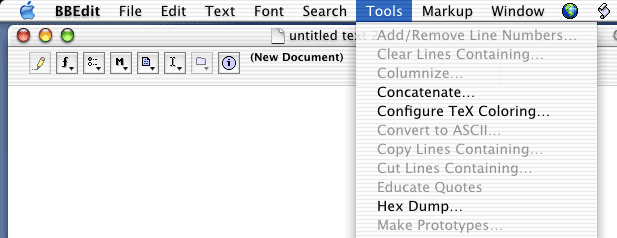 BBEdit File Edit Text Font Search Tools Markup Window
untitled text
(New Document)
Add/Remove Line Numbers...
Clear Lines Containing...
Columnize...
Concatenate...
Configure TeX Coloring...
Convert to ASCII...
Copy Lines Containing...
Cut Lines Containing...
Educate Quotes
Hex Dump...
Make Prototypes...